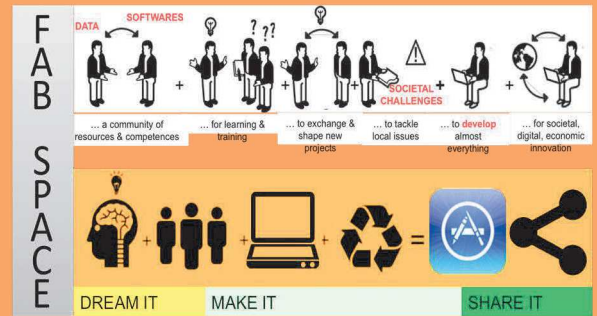 FAB SPACE
DATA
SOFTWARES
? ??
+ + + + +
SOCIETAL
CHALLENGES
... a community of
resources & competences
... for learning &
training
... to exchange &
shape new
projects
... to tackle
local issues
... to develop
almost
everything
... for societal,
digital, economic
innovation
+ + + =
DREAM IT
MAKE IT
SHARE IT